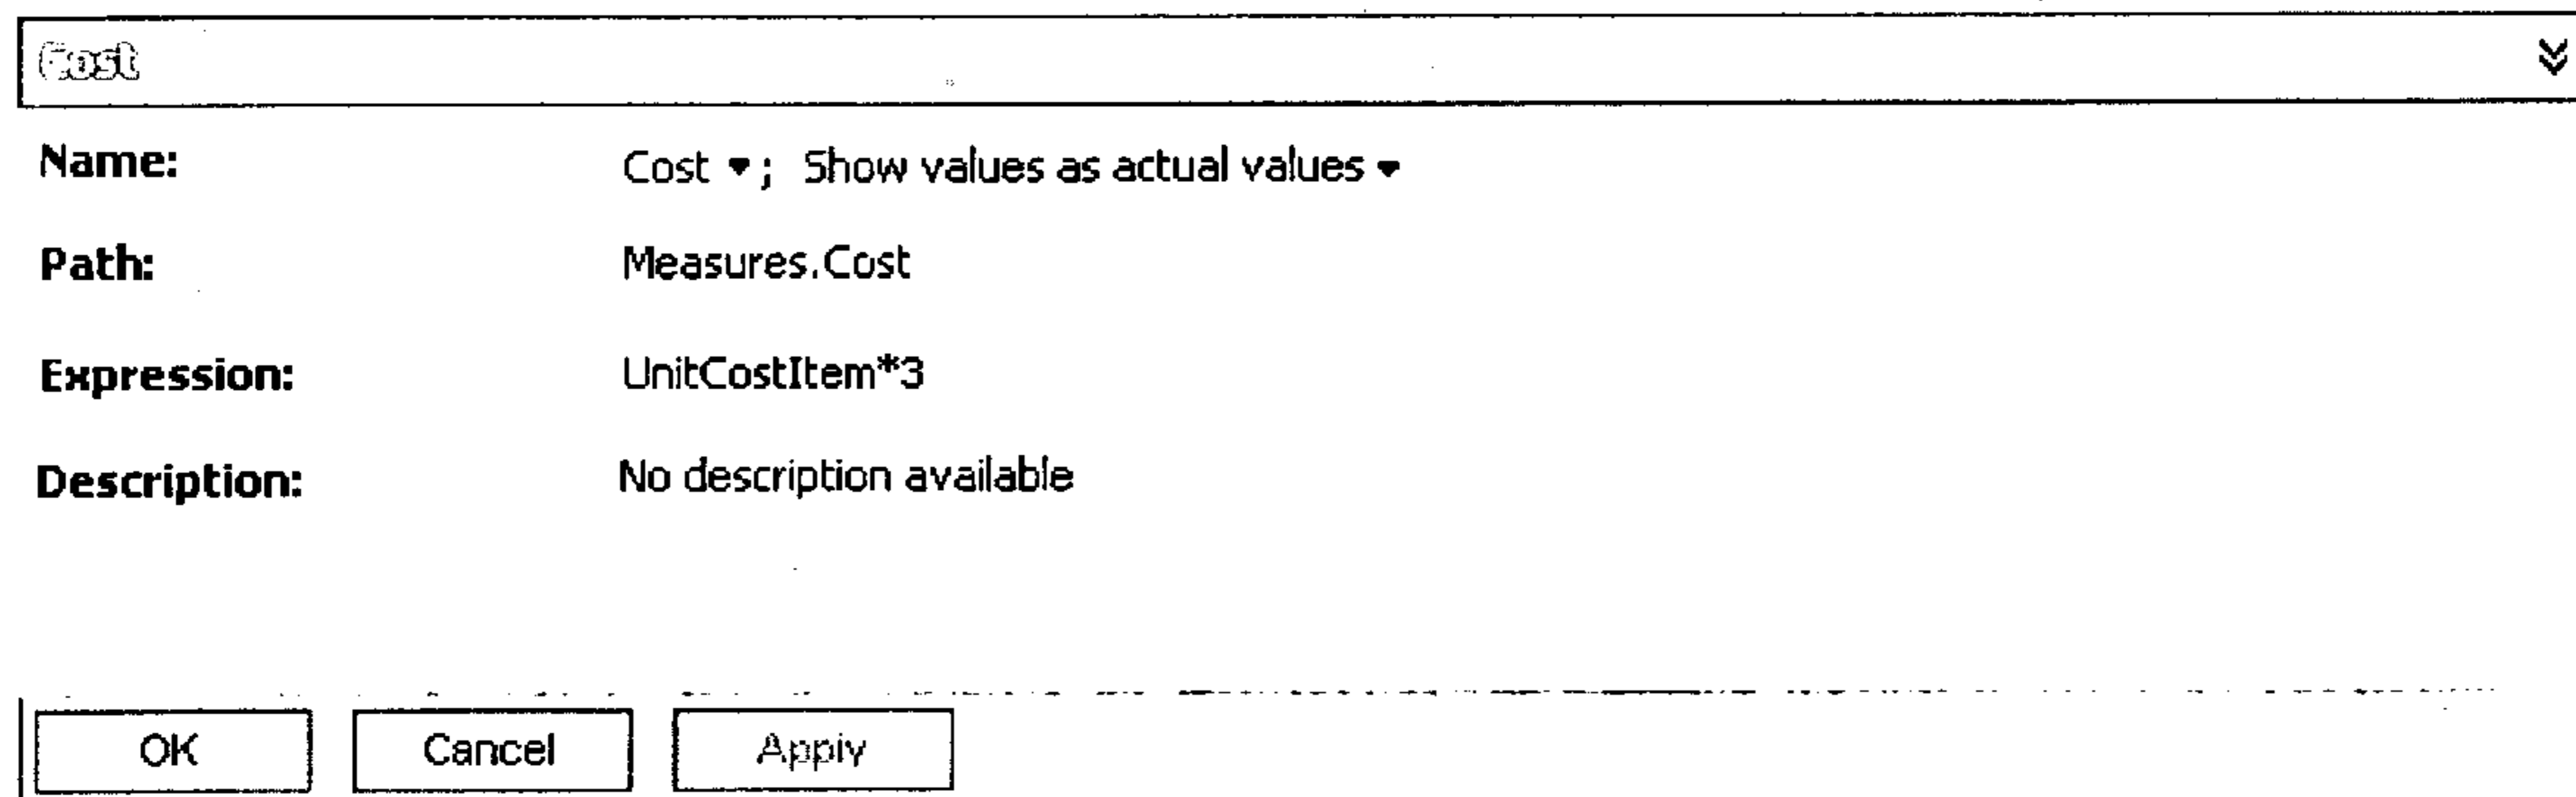 Cost
Name: Cost ; Show values as actual values
Path: Measures.Cost
Expression: UnitCostItem*3
Description: No description available
OK Cancel Apply